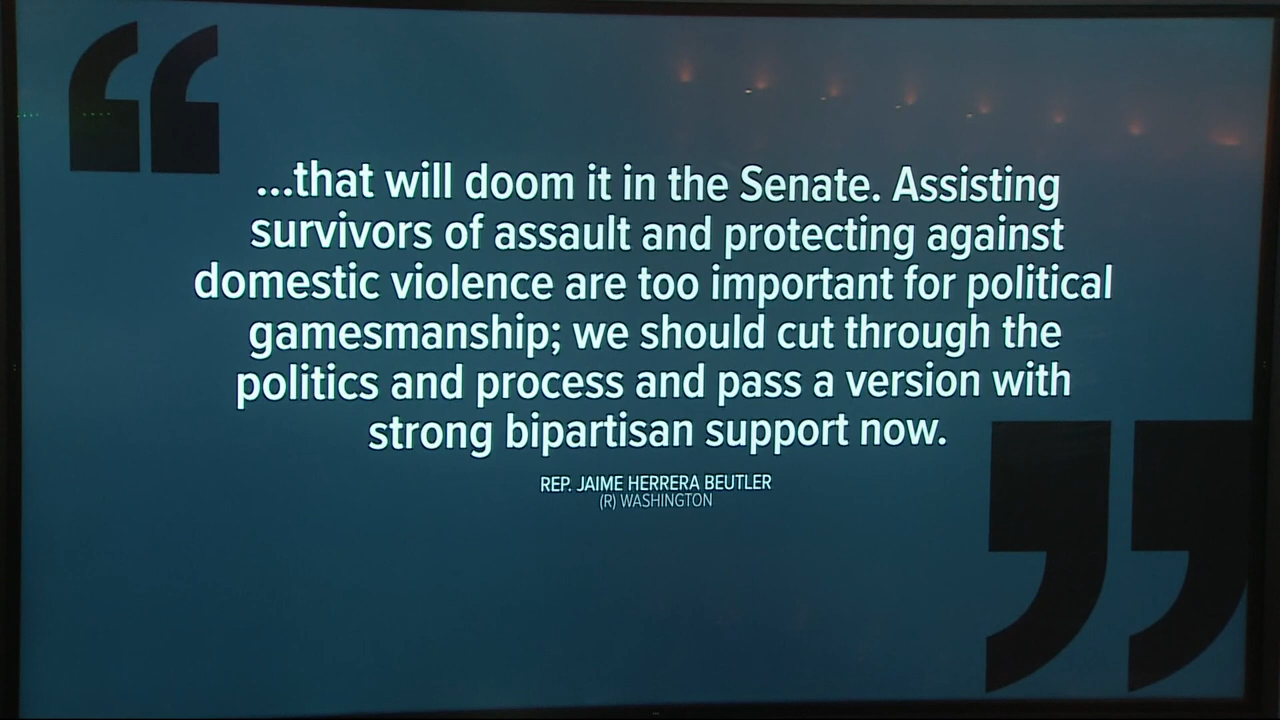 ...that will doom it in the Senate. Assisting
survivors of assault and protecting against
domestic violence are too important for political
gamesmanship; we should cut through the
politics and process and pass a version with
strong bipartisan support now.
REP. JAIME HERRERA BEUTLER
(R) WASHINGTON